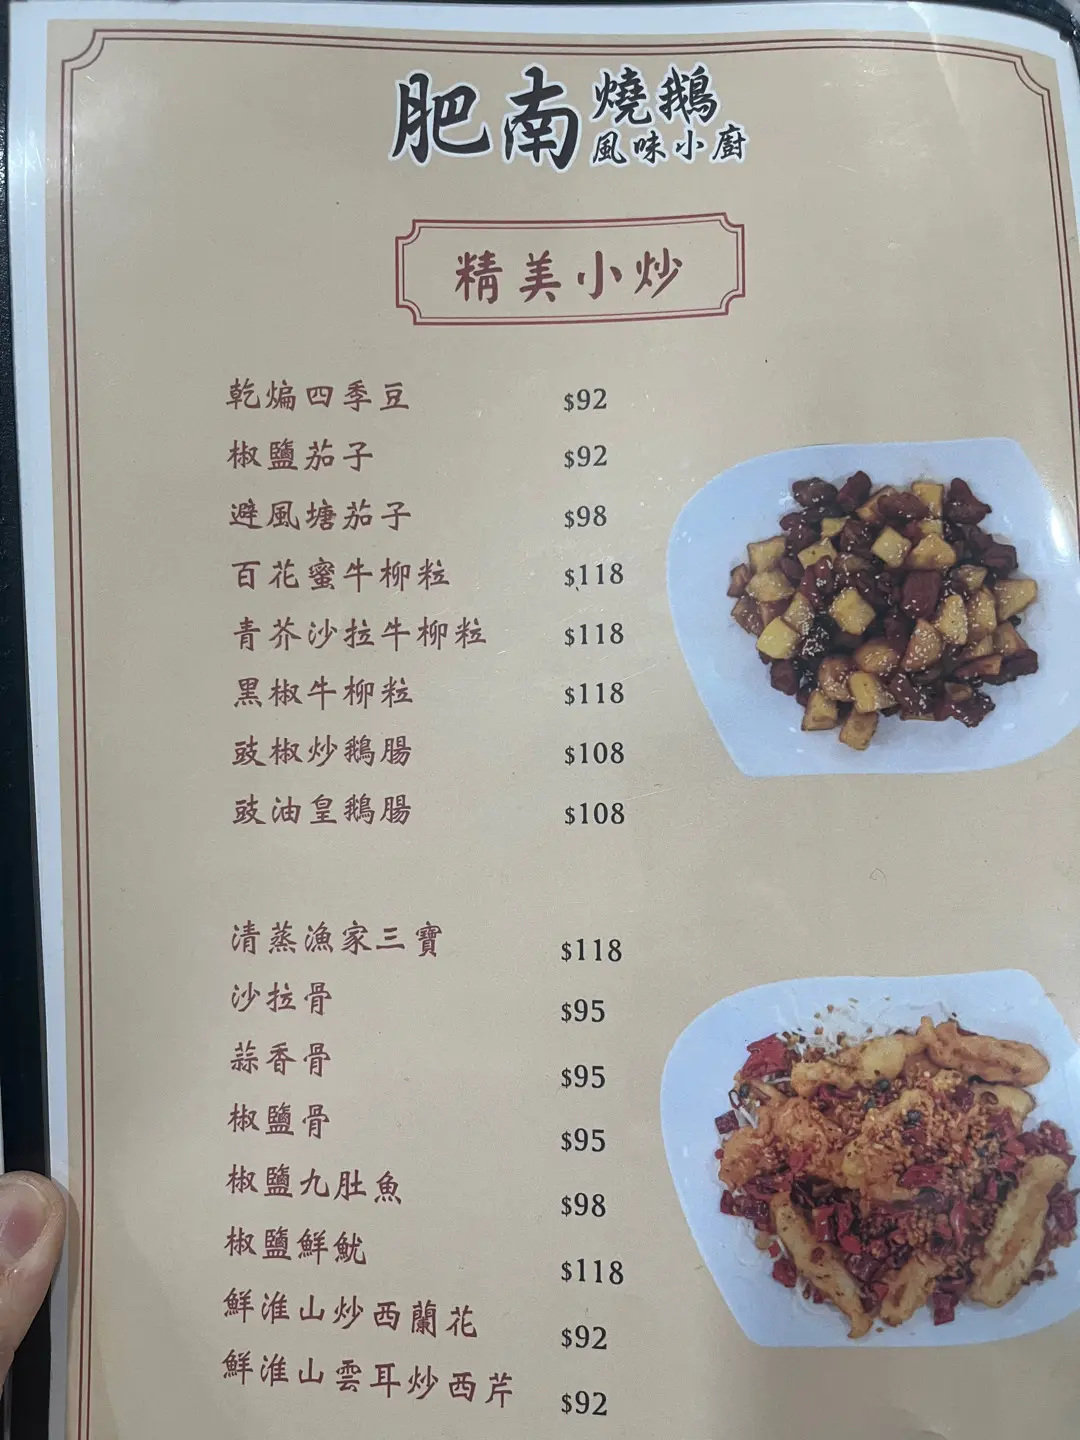 肥南燒鵝
風味小廚
精美小炒
乾煸四季豆 $92
椒鹽茄子 $92
避風塘茄子 $98
百花蜜牛柳粒 $118
青芥沙拉牛柳粒 $118
黑椒牛柳粒 $118
豉椒炒鵝腸 $108
豉油皇鵝腸 $108
清蒸漁家三寶 $118
沙拉骨 $95
蒜香骨 $95
椒鹽骨 $95
椒鹽九肚魚 $98
椒鹽鮮魷 $118
鮮淮山炒西蘭花 $92
鮮淮山雲耳炒西芹 $92